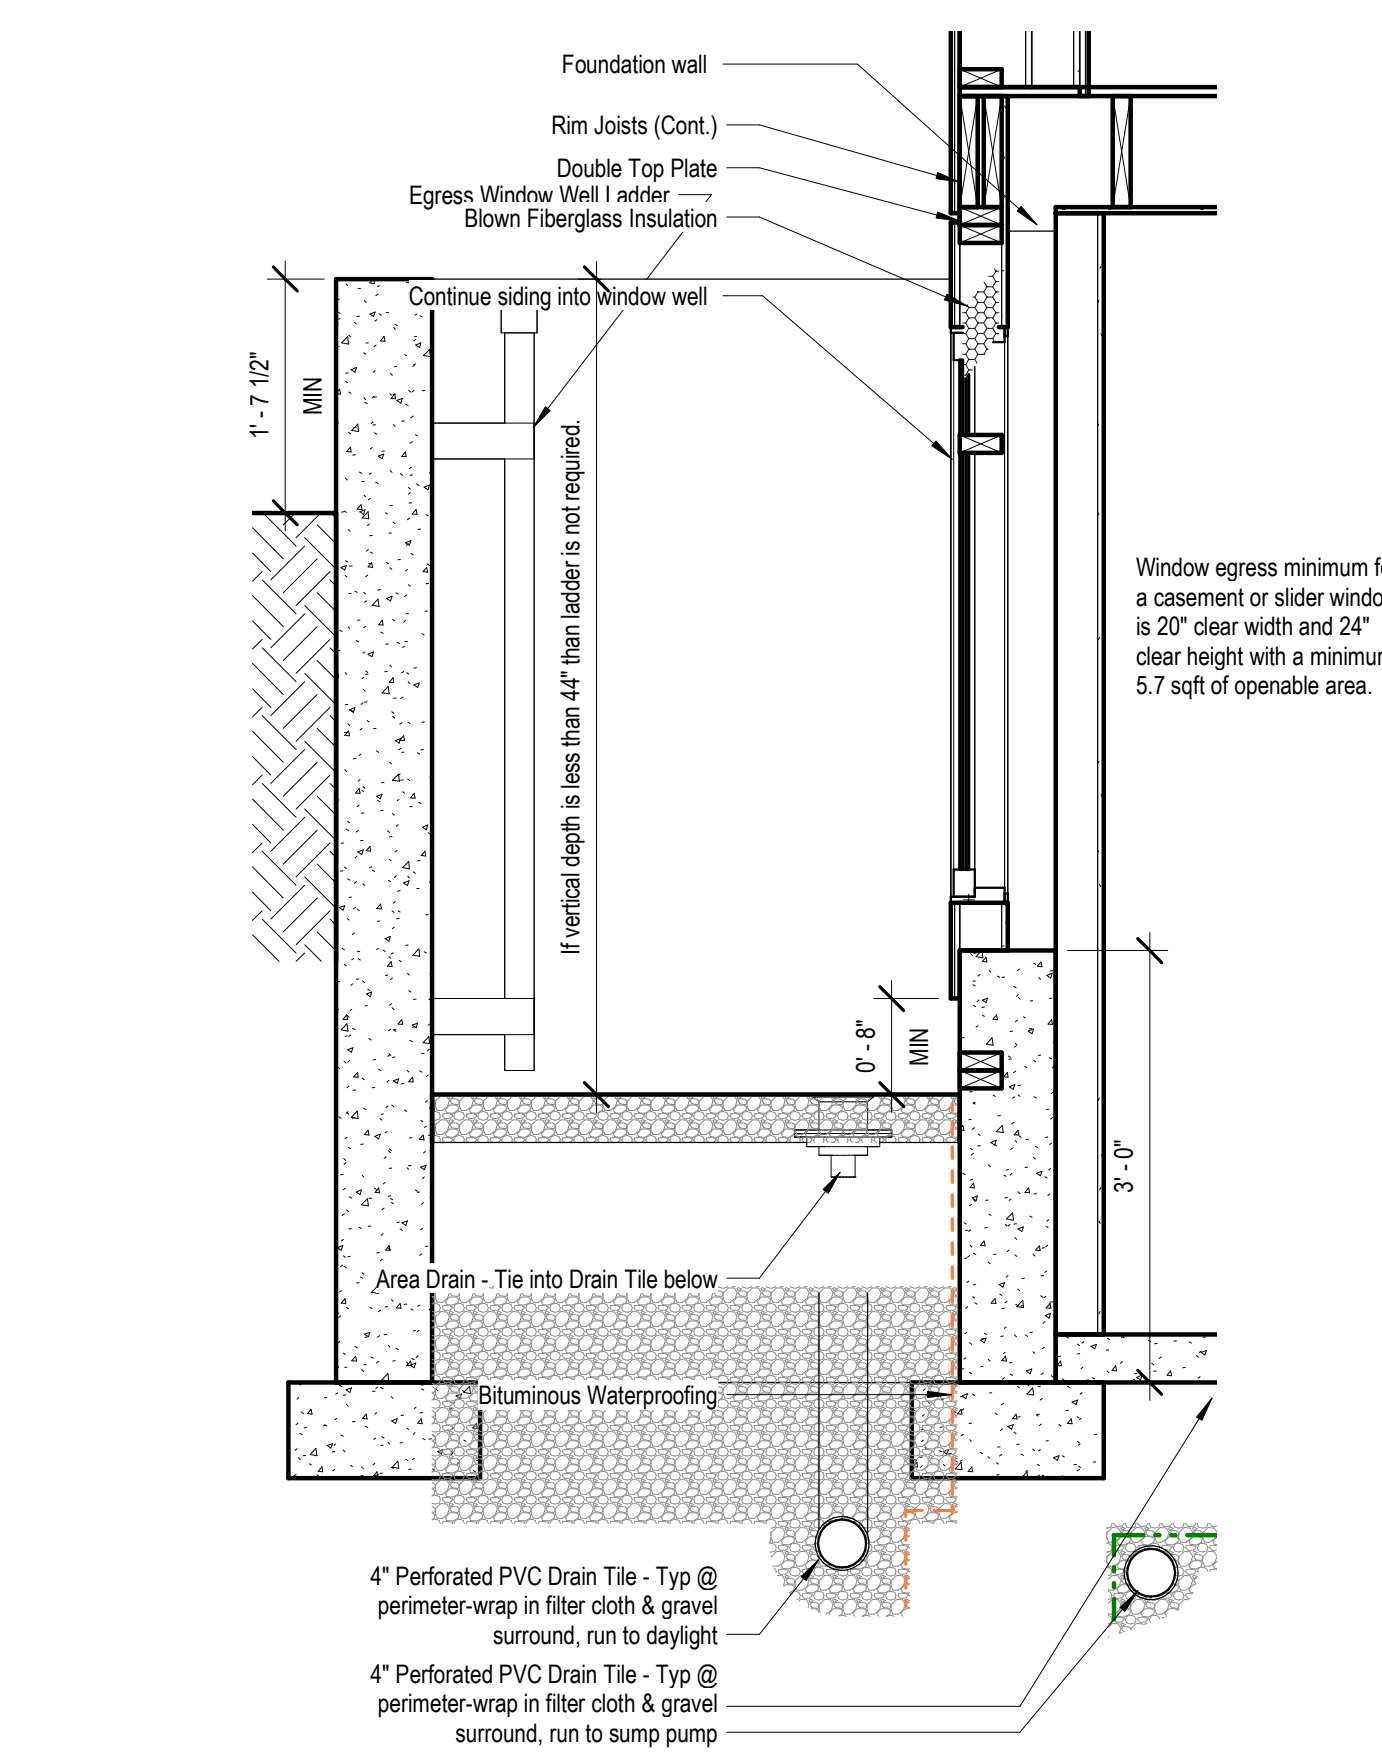 Foundation wall
Rim Joists (Cont.)
Double Top Plate
Egress Window Well Ladder
Blown Fiberglass Insulation
Continue siding into window well
1' - 7 1/2"
MIN
If vertical depth is less than 44" than ladder is not required.
Window egress minimum fo
a casement or slider windo
is 20" clear width and 24"
clear height with a minimum
5.7 sqft of openable area.
0' - 8"
MIN
3' - 0"
Area Drain - Tie into Drain Tile below
Bituminous Waterproofing
4" Perforated PVC Drain Tile - Typ @
perimeter-wrap in filter cloth & gravel
surround, run to daylight
4" Perforated PVC Drain Tile - Typ @
perimeter-wrap in filter cloth & gravel
surround, run to sump pump